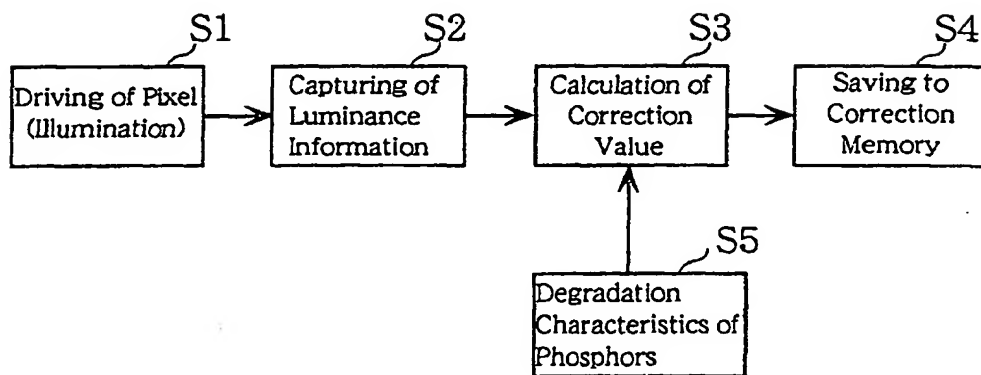 S1
Driving of Pixel
(Illumination)
S2
Capturing of
Luminance
Information
S3
Calculation of
Correction
Value
S4
Saving to
Correction
Memory
S5
Degradation
Characteristics of
Phosphors